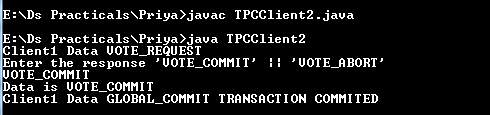 E:\Ds Practicals\Priya>javac TPCClient2.java
E:\Ds Practicals\Priya>java TPCClient2
Client1 Data VOTE_REQUEST
Enter the response 'VOTE_COMMIT' || 'VOTE_ABORT'
VOTE_COMMIT
Data is VOTE_COMMIT
Client1 Data GLOBAL_COMMIT TRANSACTION COMMITED